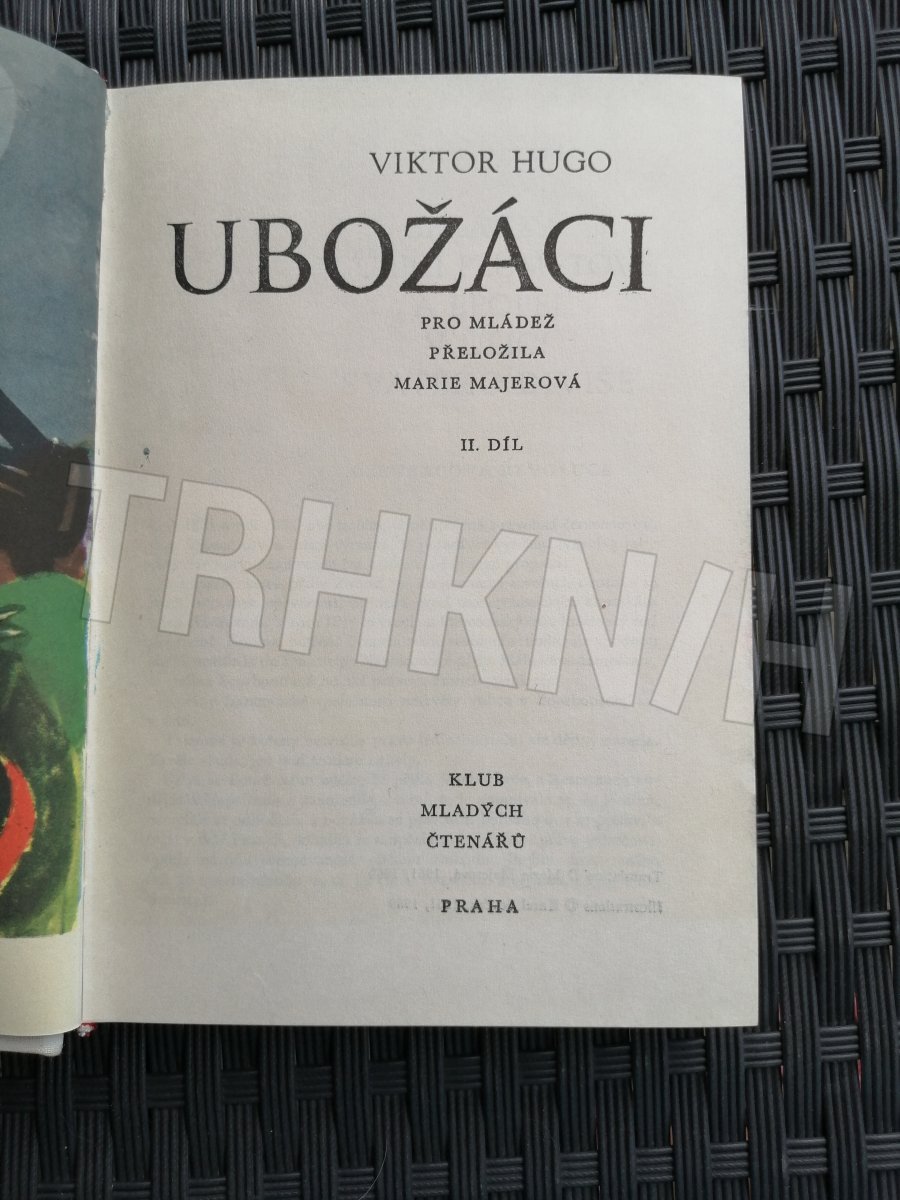 VIKTOR HUGO
UBOŽÁCI
PRO MLÁDEŽ
PŘELOŽILA
MARIE MAJEROVÁ
II. DÍL
TRHKNIH
KLUB
MLADÝCH
ČTENÁŘŮ
PRAHA